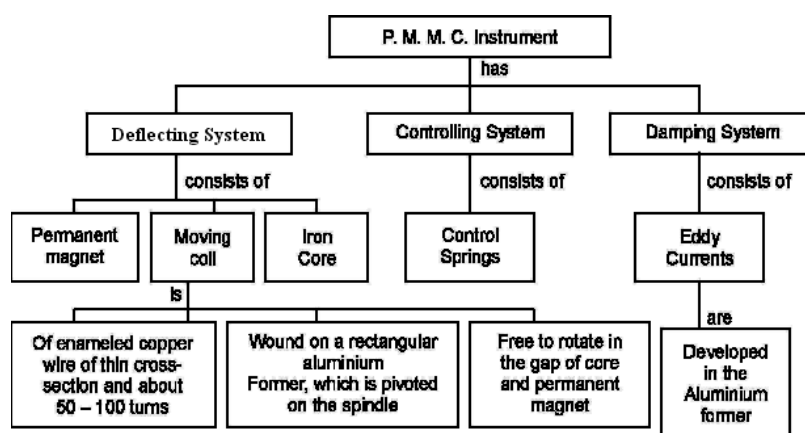 P. M. M. C. Instrument
has
Deflecting System
Controlling System
Damping System
consists of
consists of
consists of
Permanent
magnet
Moving
coil
Iron
Core
Control
Springs
Eddy
Currents
is
are
Of enameled copper
wire of thin cross-
section and about
50 – 100 turns
Wound on a rectangular
aluminium
Former, which is pivoted
on the spindle
Free to rotate in
the gap of core
and permanent
magnet
Developed
in the
Aluminium
former